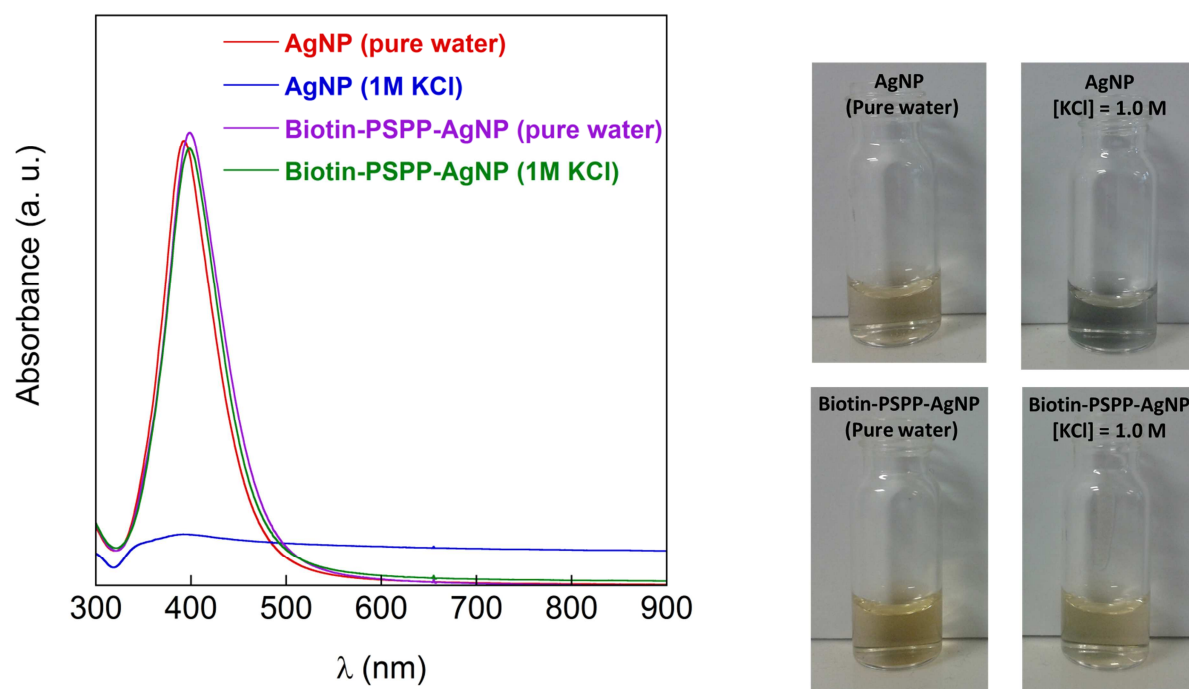 Absorbance (a. u.)
AgNP (pure water)
AgNP (1M KCl)
Biotin-PSPP-AgNP (pure water)
Biotin-PSPP-AgNP (1M KCl)
300 400 500 600 700 800 900
λ (nm)
AgNP
(Pure water)
AgNP
[KCl] = 1.0 M
Biotin-PSPP-AgNP
(Pure water)
Biotin-PSPP-AgNP
[KCl] = 1.0 M